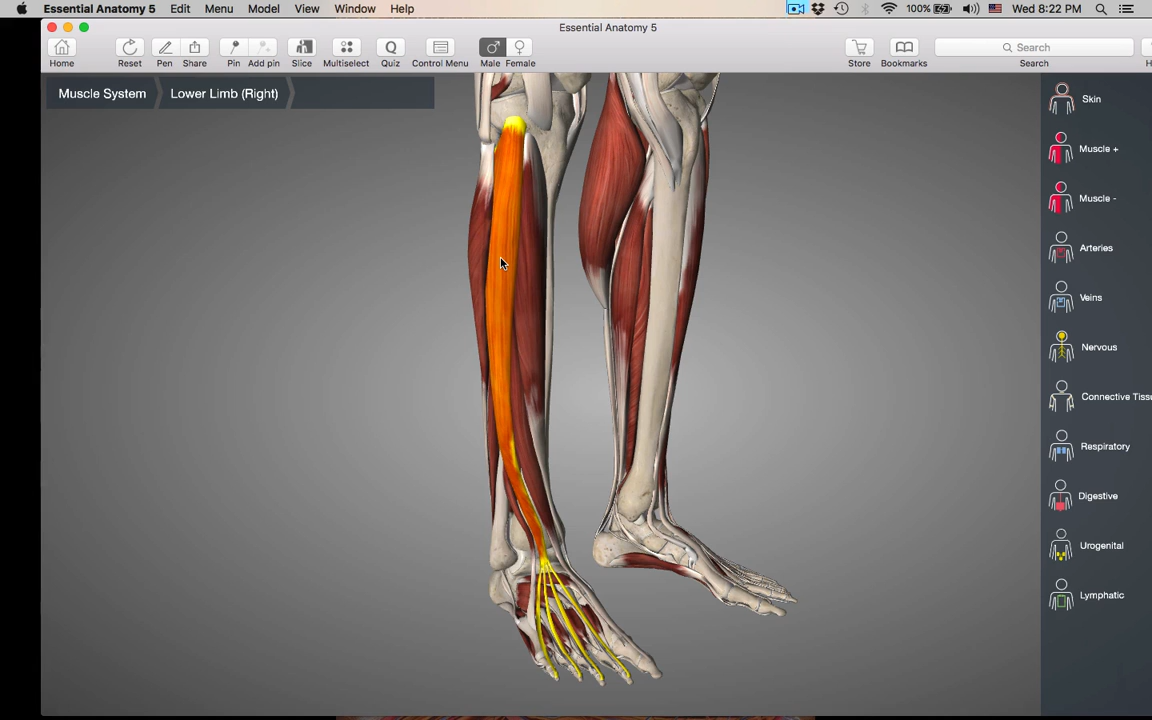 Essential Anatomy 5 Edit Menu Model View Window Help 100% Wed 8:22 PM
Essential Anatomy 5
Home Reset Pen Share Pin Add pin Slice Multiselect Q Quiz Control Menu Male Female Store Bookmarks Search Search
Muscle System Lower Limb (Right)
Skin
Muscle +
Muscle -
Arteries
Veins
Nervous
Connective Tissu
Respiratory
Digestive
Urogenital
Lymphatic